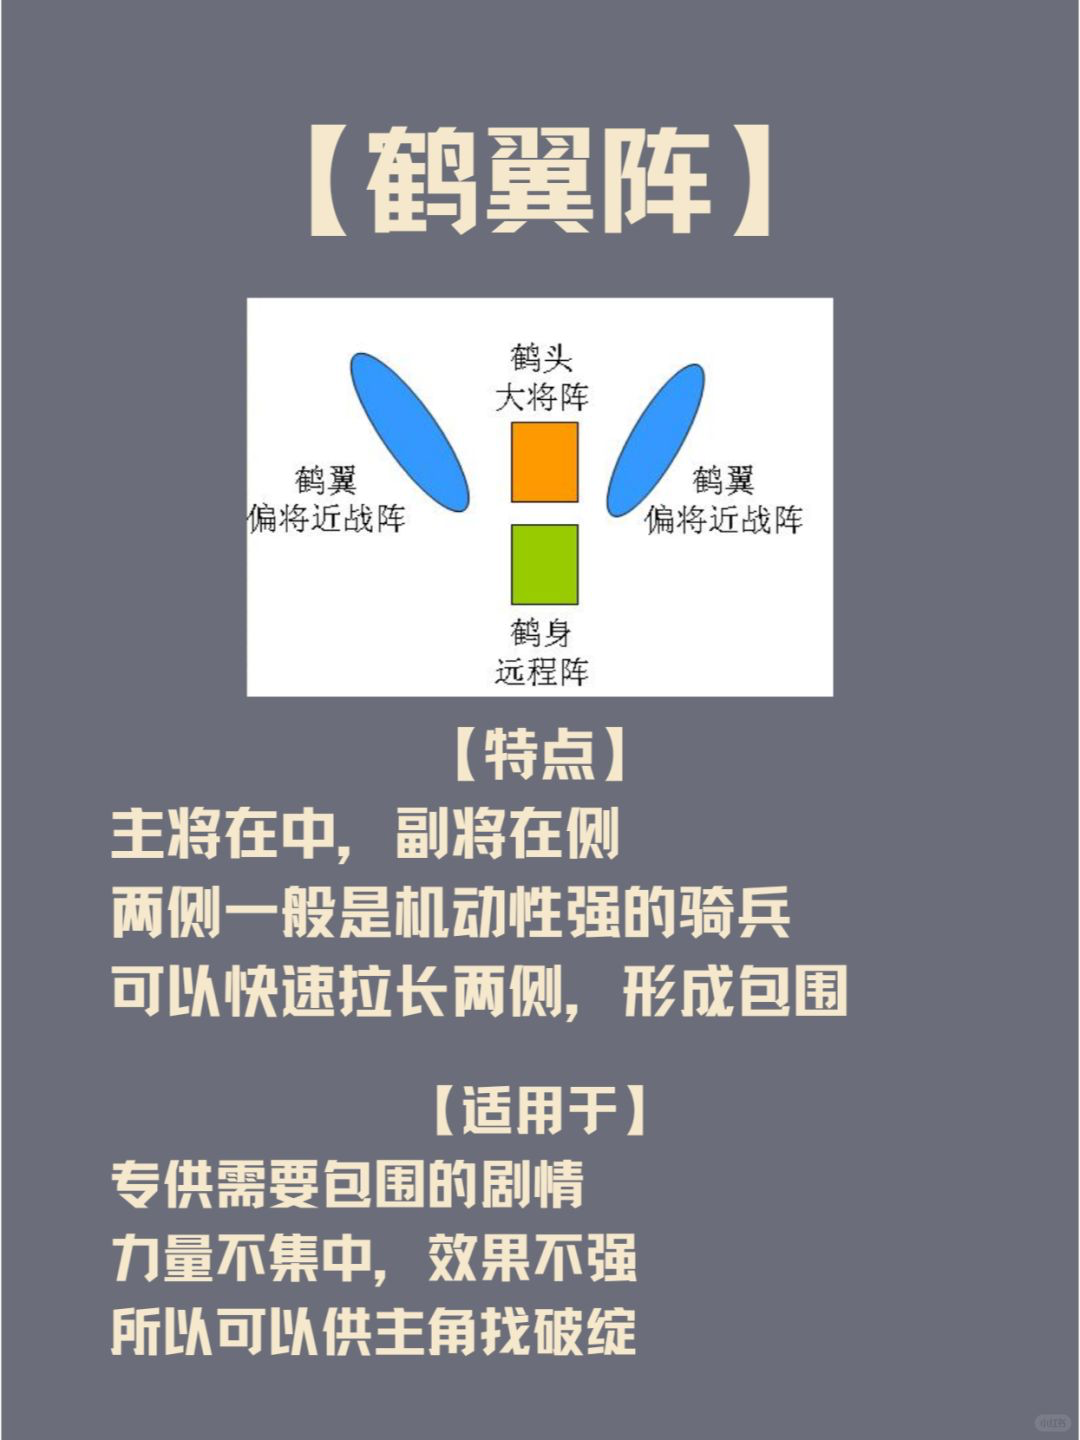 【鹤翼阵】
鹤头
大将阵
鹤翼
偏将近战阵
鹤翼
偏将近战阵
鹤身
远程阵
【特点】
主将在中，副将在侧
两侧一般是机动性强的骑兵
可以快速拉长两侧，形成包围
【适用于】
专供需要包围的剧情
力量不集中，效果不强
所以可以供主角找破绽
小红书